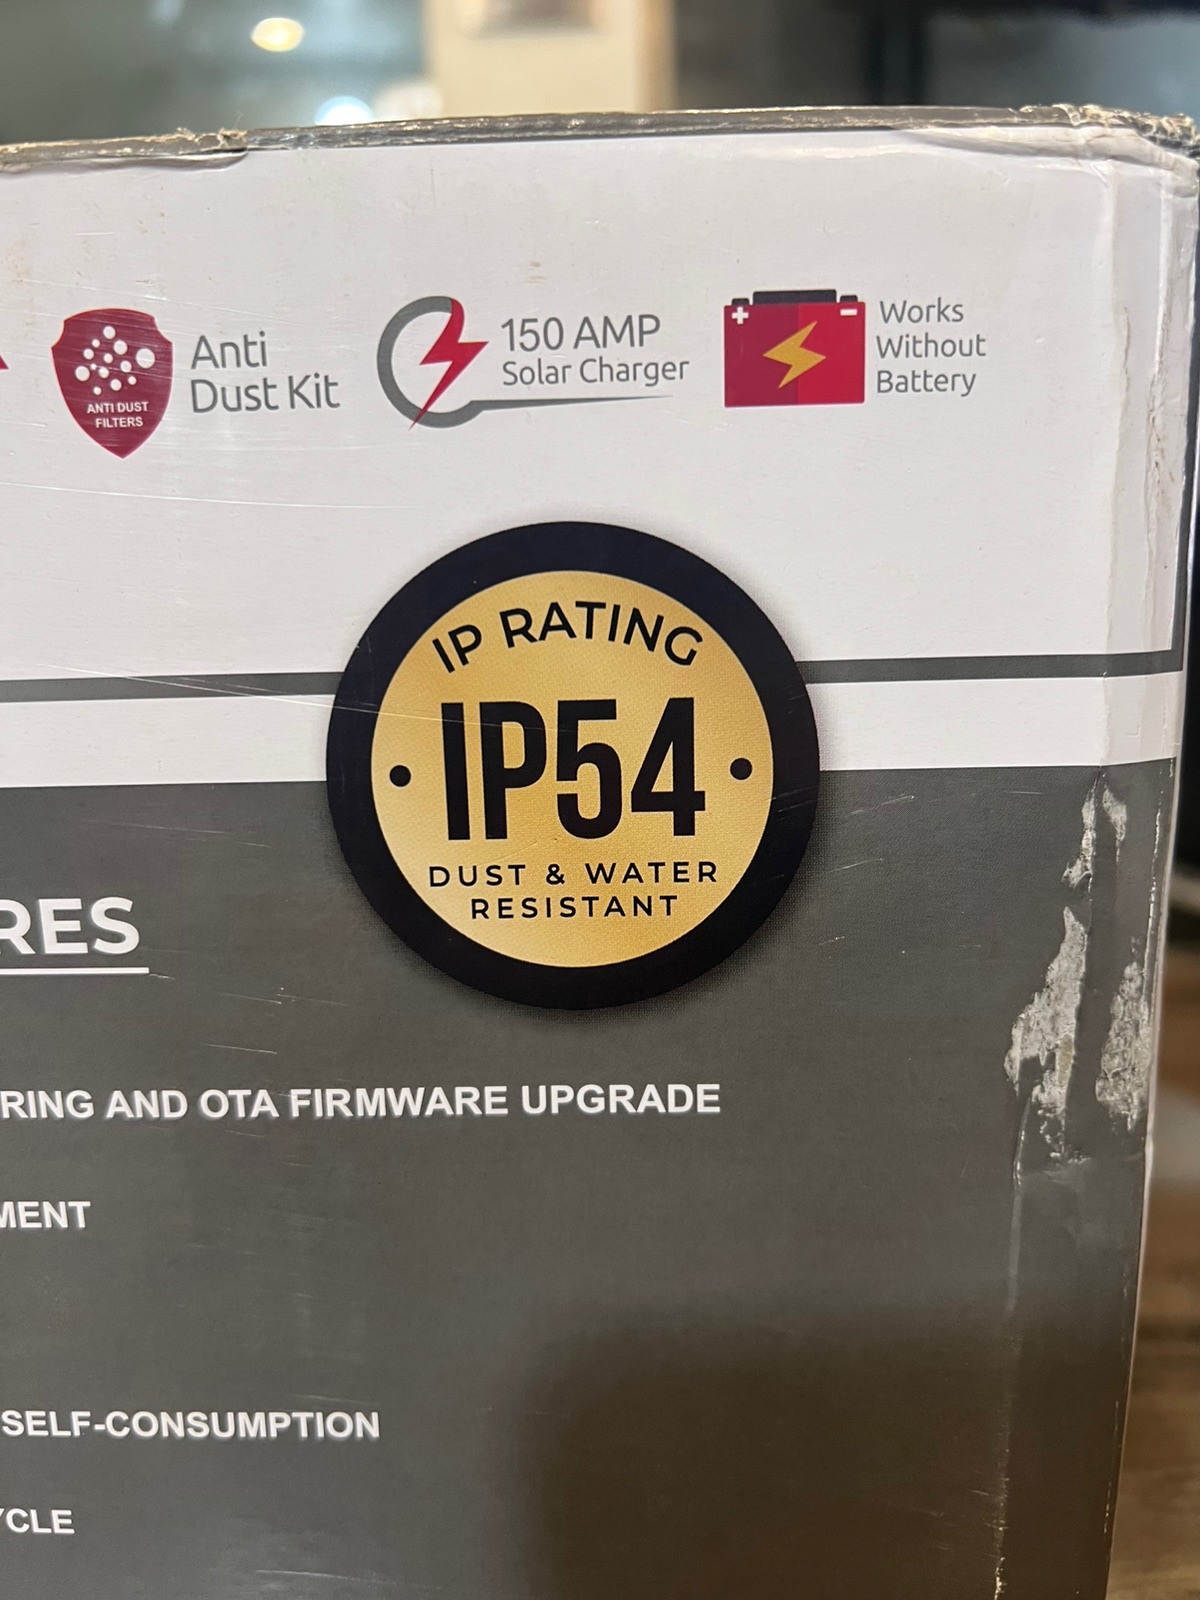 ANTI DUST
FILTERS
Anti
Dust Kit
150 AMP
Solar Charger
+ -
Works
Without
Battery
IP RATING
• IP54 •
DUST & WATER
RESISTANT
RES
RING AND OTA FIRMWARE UPGRADE
MENT
SELF-CONSUMPTION
YCLE